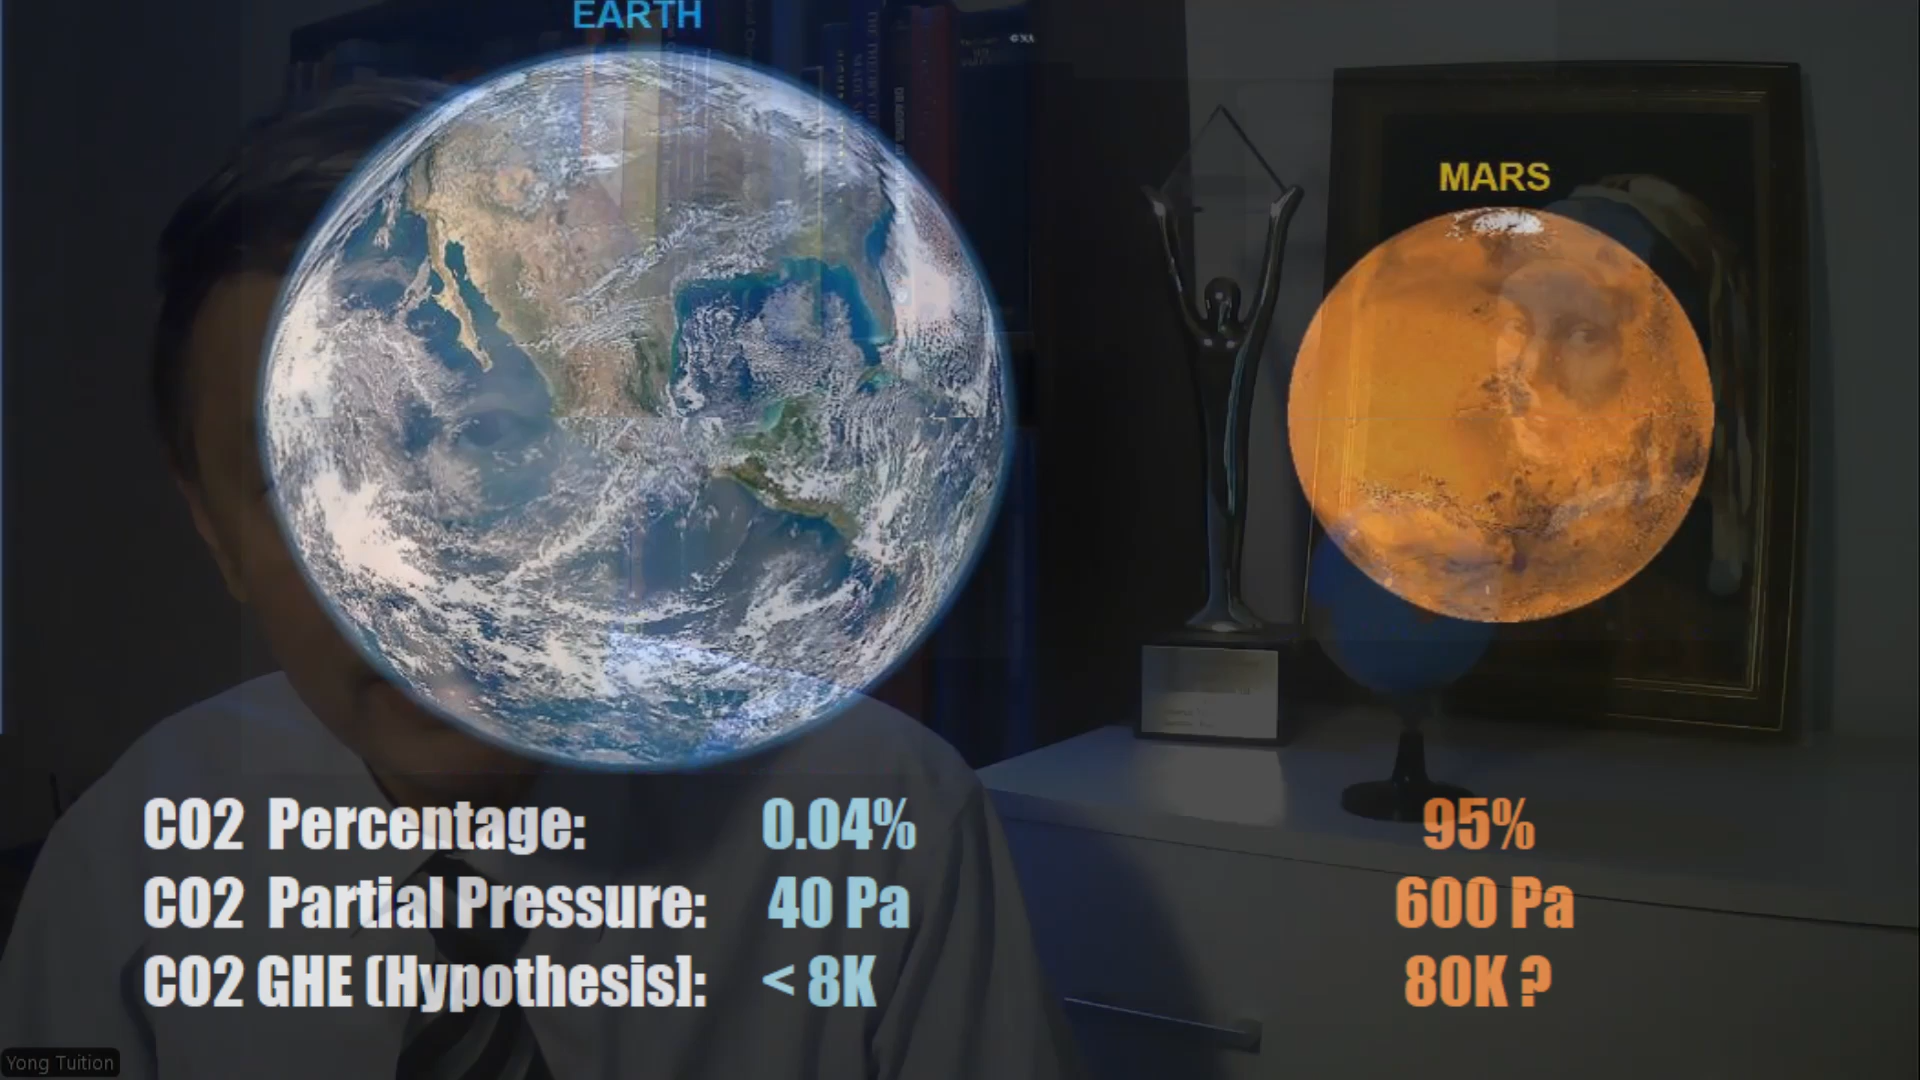 EARTH
MARS
CO2 Percentage: 0.04% 95%
CO2 Partial Pressure: 40 Pa 600 Pa
CO2 GHE (Hypothesis]: < 8K 80K ?
Yong Tuition